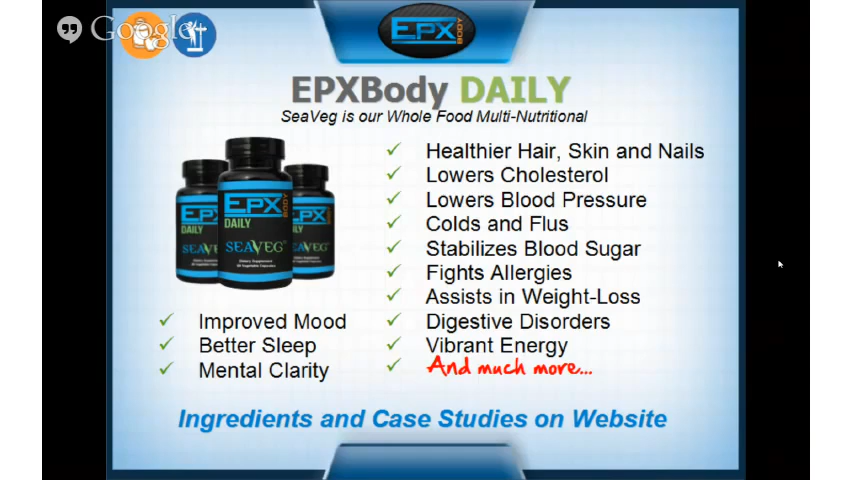 Google
EPX BODY
EPXBody DAILY
SeaVeg is our Whole Food Multi-Nutritional
EPX BODY
DAILY
SEAVEG
Dietary Supplement
Healthier Hair, Skin and Nails
Lowers Cholesterol
Lowers Blood Pressure
Colds and Flus
Stabilizes Blood Sugar
Fights Allergies
Assists in Weight-Loss
Digestive Disorders
Vibrant Energy
And much more...
Improved Mood
Better Sleep
Mental Clarity
Ingredients and Case Studies on Website